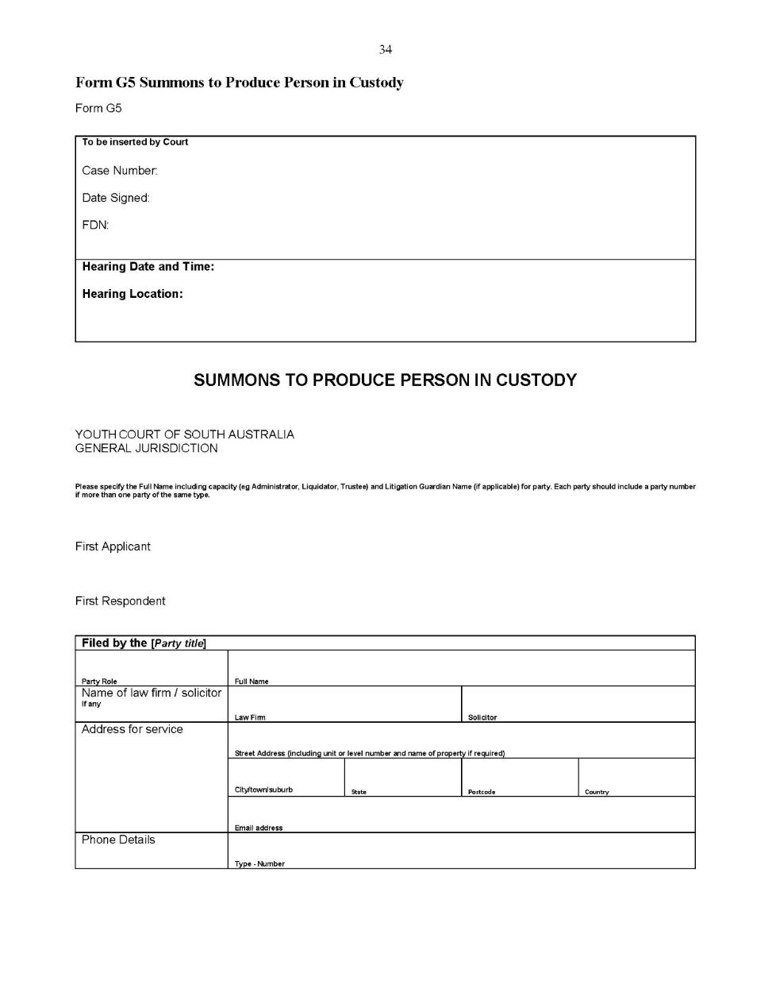 34
Form G5 Summons to Produce Person in Custody
Form G5
To be inserted by Court
Case Number:
Date Signed:
FDN:
Hearing Date and Time:
Hearing Location:
SUMMONS TO PRODUCE PERSON IN CUSTODY
YOUTH COURT OF SOUTH AUSTRALIA
GENERAL JURISDICTION
Please specify the Full Name including capacity (eg Administrator, Liquidator, Trustee) and Litigation Guardian Name (if applicable) for party. Each party should include a party number
if more than one party of the same type.
First Applicant
First Respondent
Filed by the [Party title]
Party Role
Full Name
Name of law firm / solicitor
If any
Law Firm
Solicitor
Address for service
Street Address (including unit or level number and name of property if required)
City/town/suburb
State
Postcode
Country
Email address
Phone Details
Type - Number